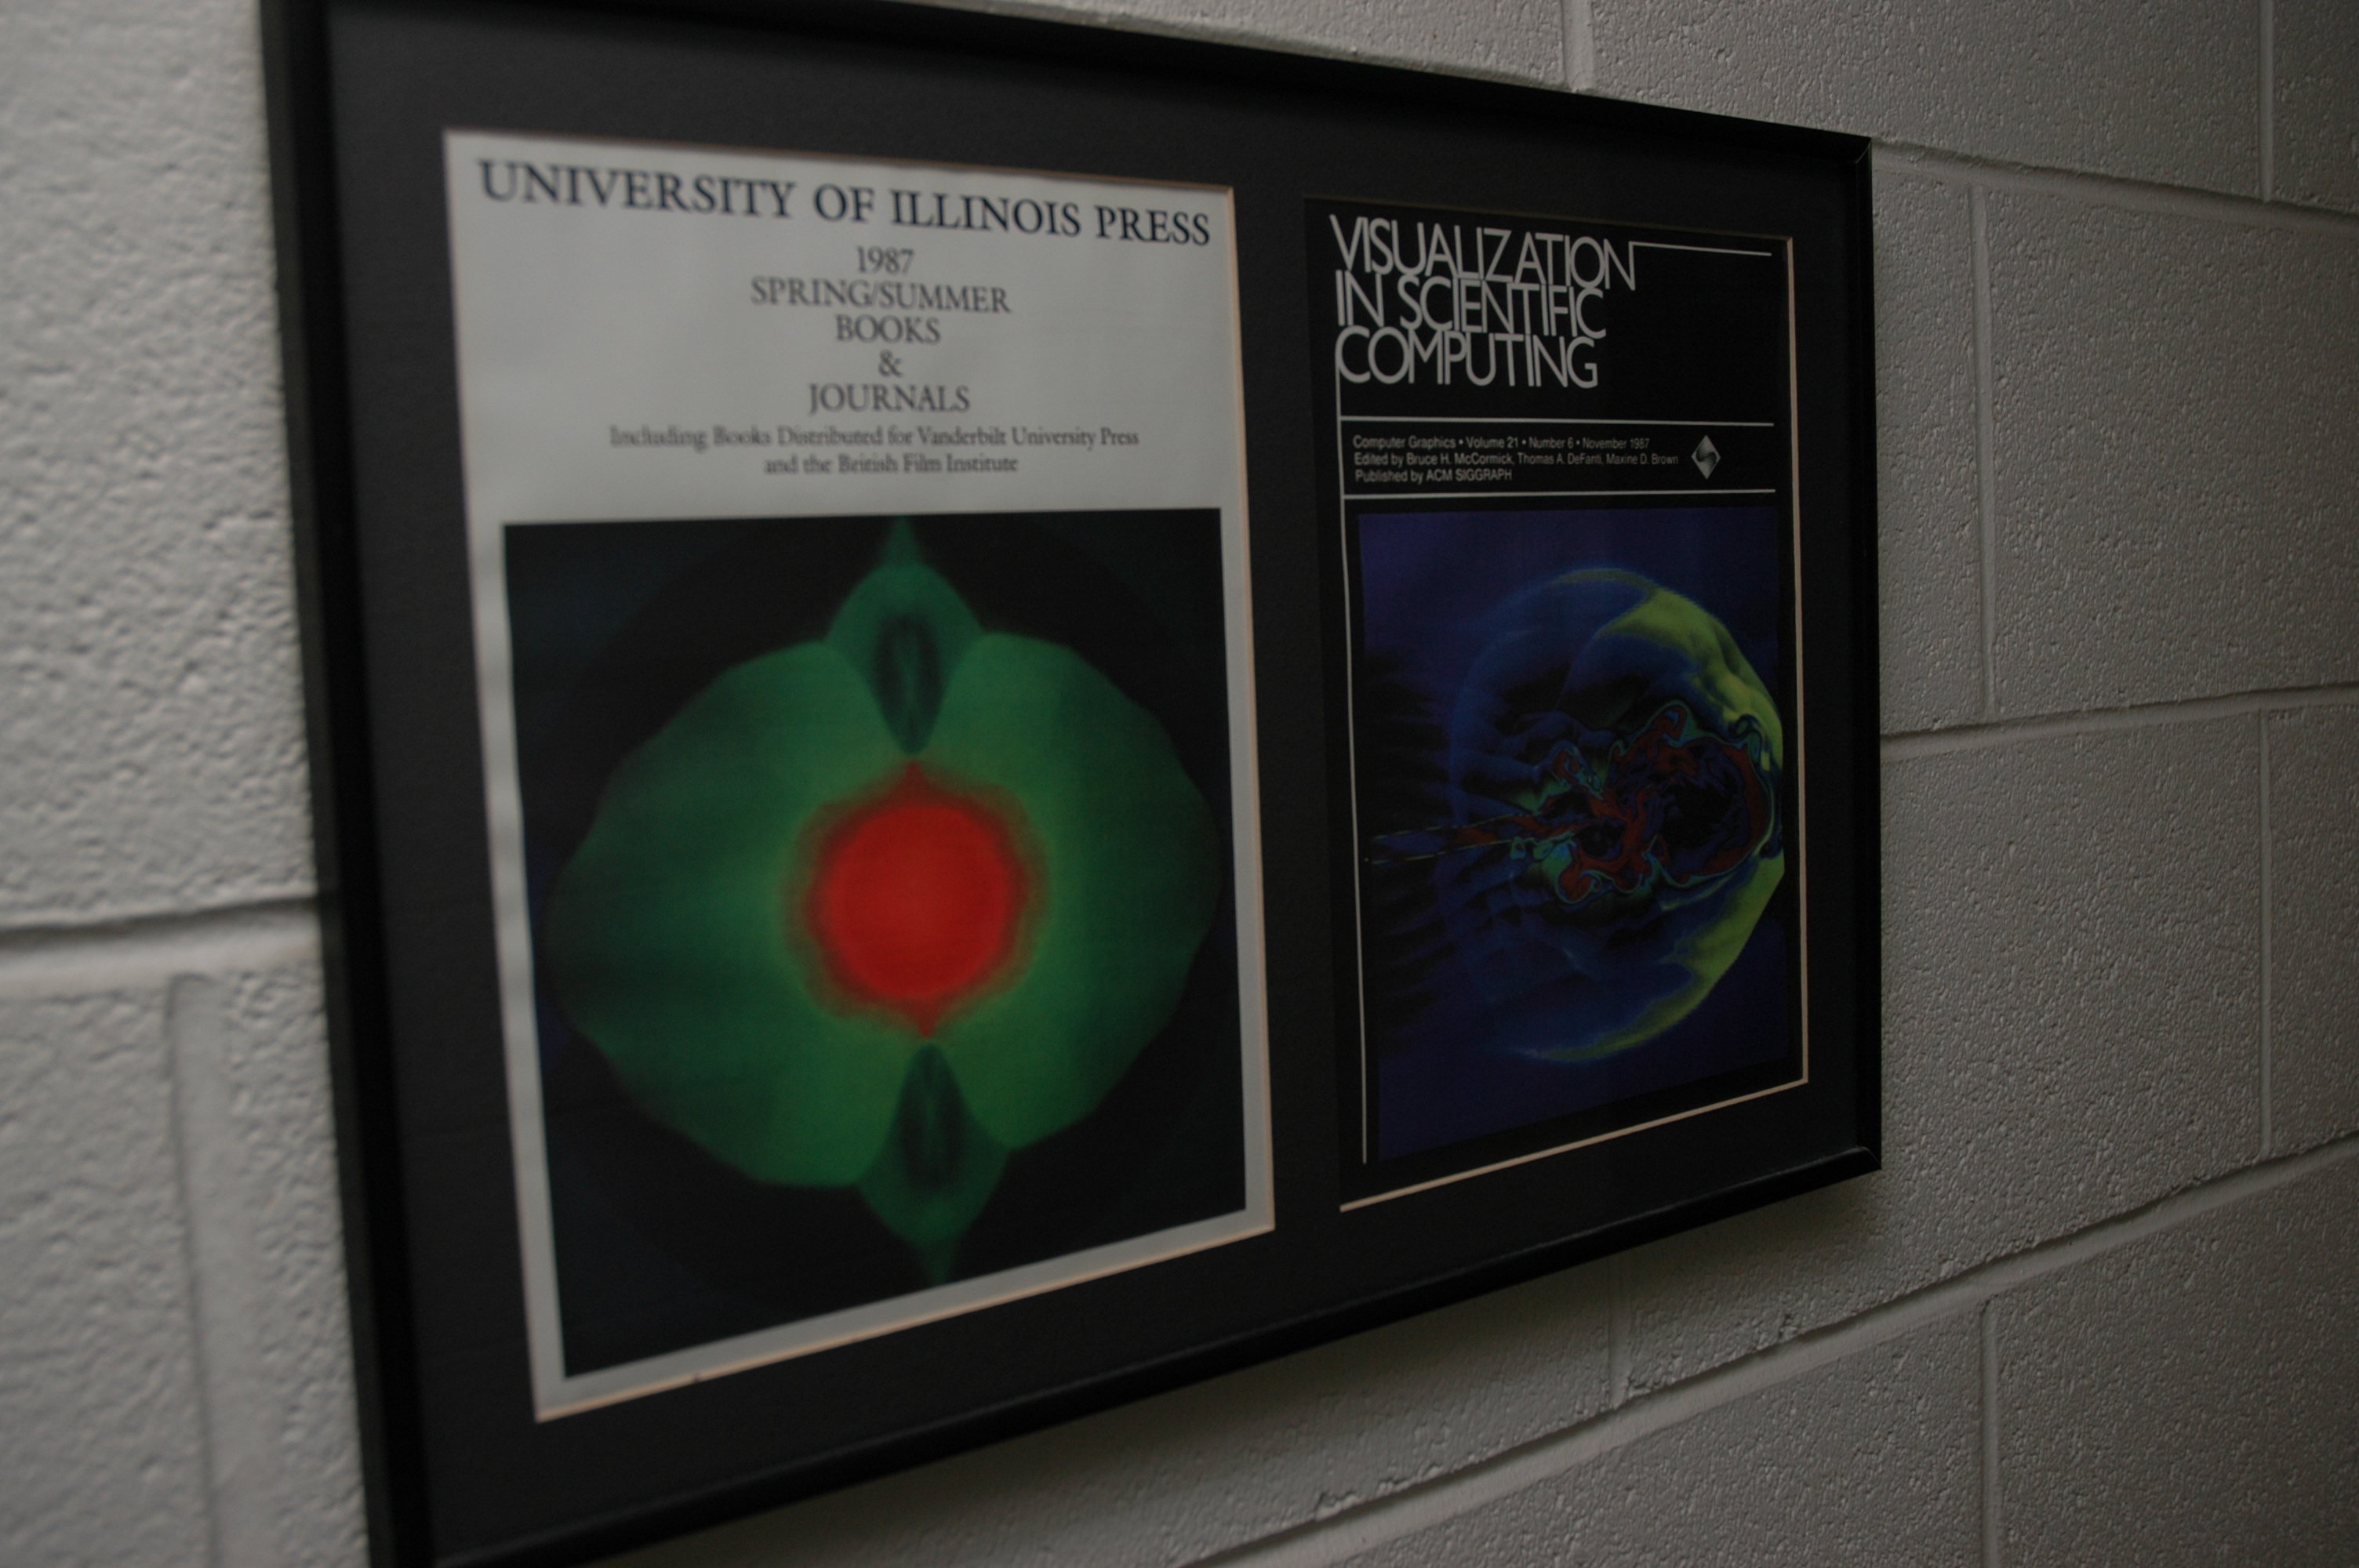 UNIVERSITY OF ILLINOIS PRESS
1987
SPRING/SUMMER
BOOKS
&
JOURNALS
Including Books Distributed for Vanderbilt University Press
and the British Film Institute
VISUALIZATION
IN SCIENTIFIC
COMPUTING
Computer Graphics • Volume 21 • Number 6 • November 1987
Edited by Bruce H. McCormick, Thomas A. DeFanti, Maxine D. Brown
Published by ACM SIGGRAPH